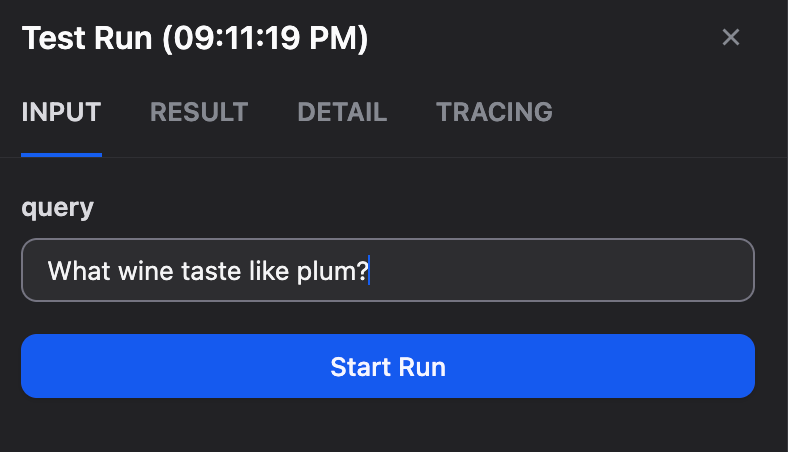 Test Run (09:11:19 PM)
INPUT RESULT DETAIL TRACING
query
What wine taste like plum?
Start Run